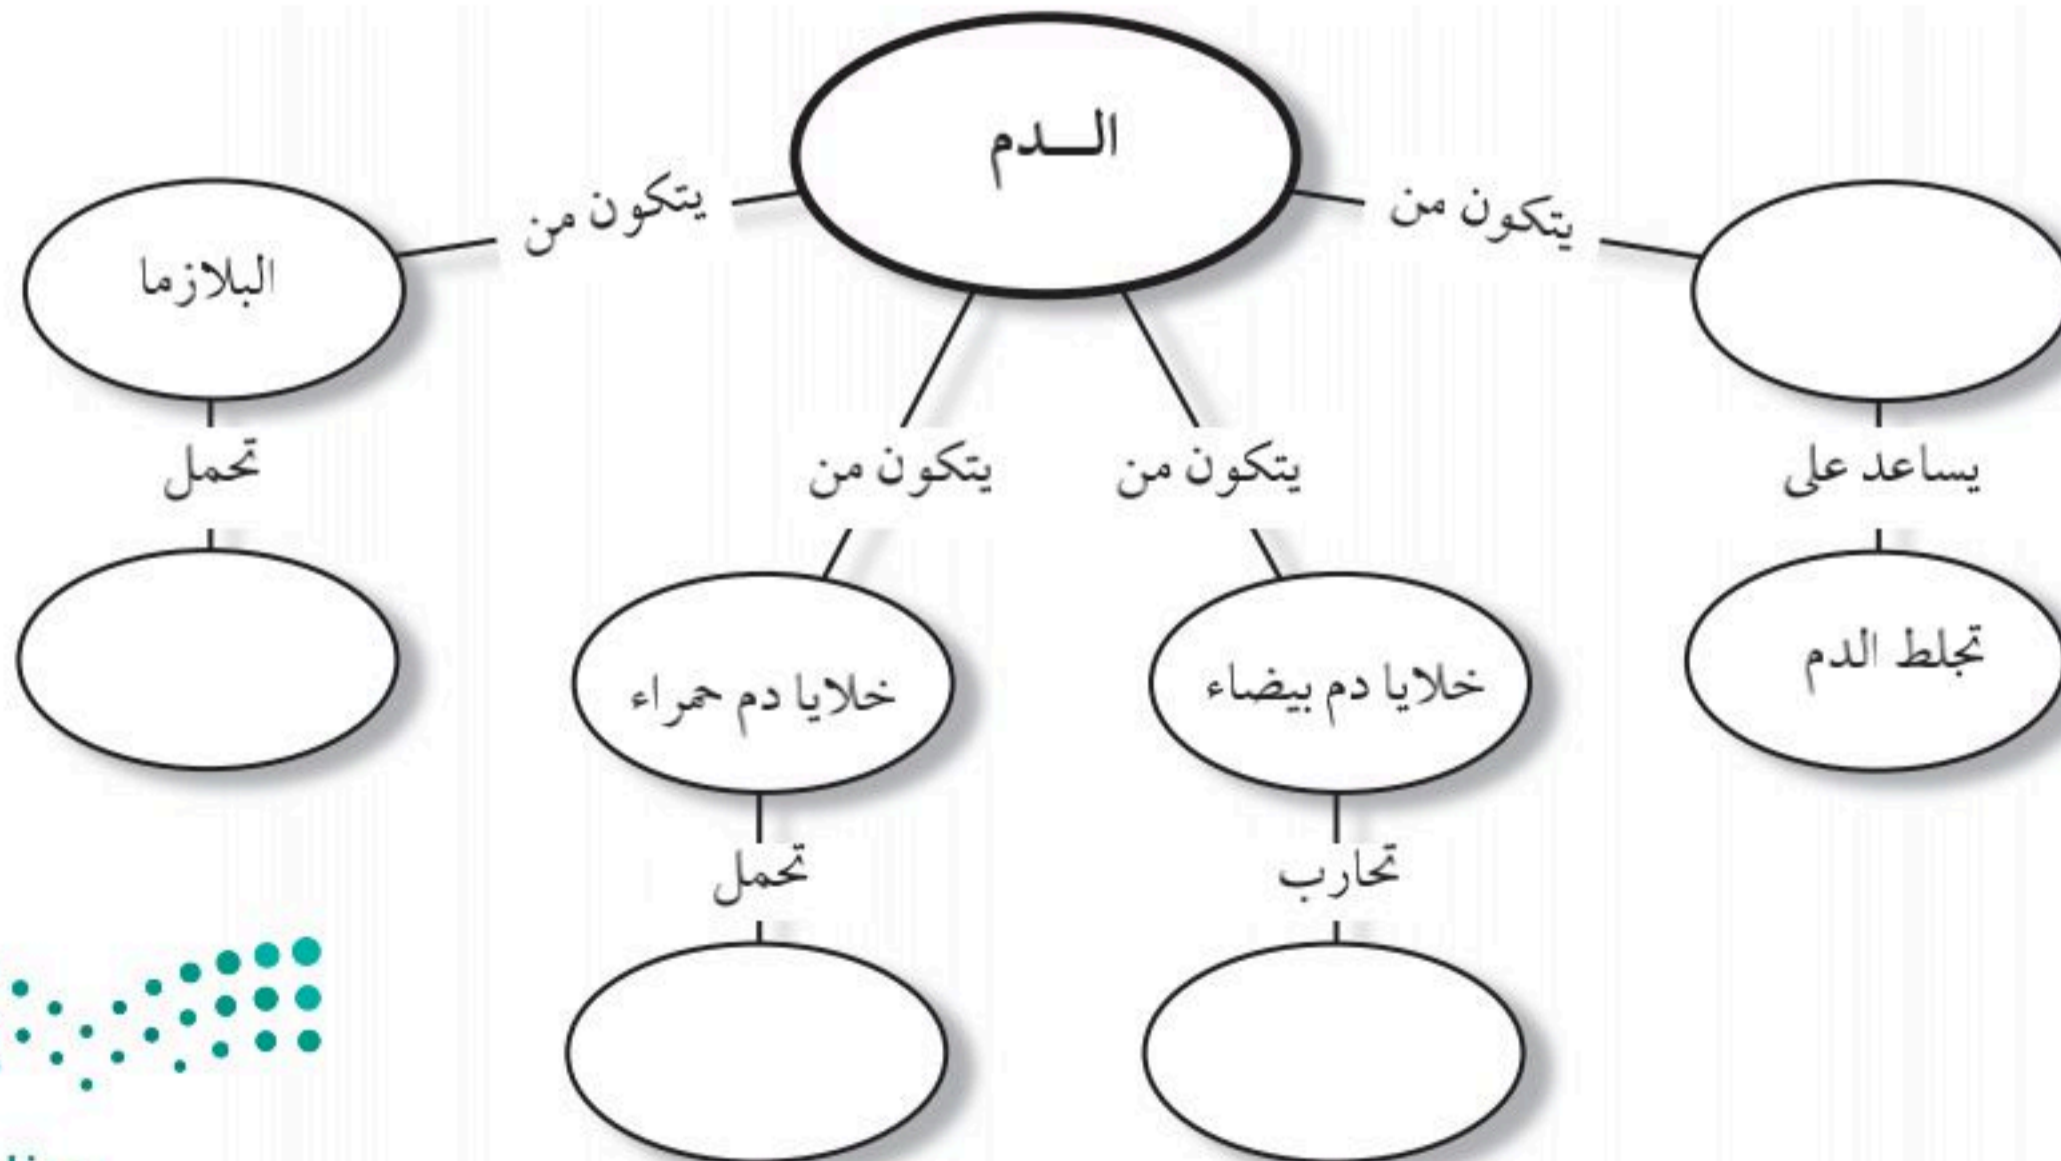 الــدم
يتكون من
يتكون من
البلازما
يتكون من
يتكون من
يساعد على
تحمل
تجلط الدم
خلايا دم بيضاء
خلايا دم حمراء
تحارب
تحمل